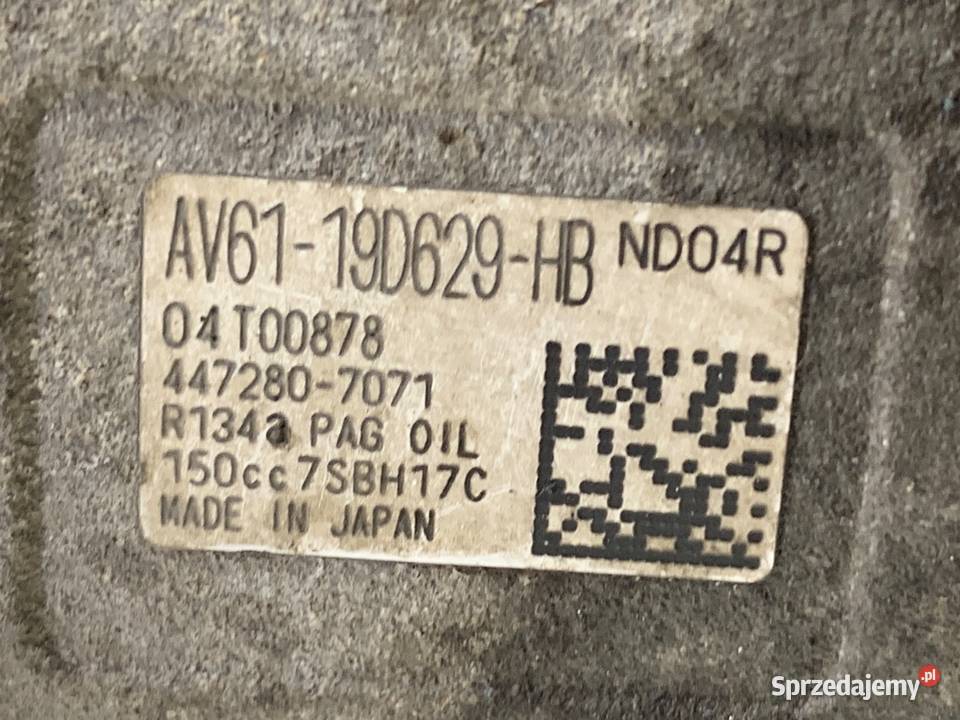 AV61-19D629-HB ND04R
04T00878
447280-7071
R134a PAG OIL
150cc7SBH17C
MADE IN JAPAN
Sprzedajemy.pl